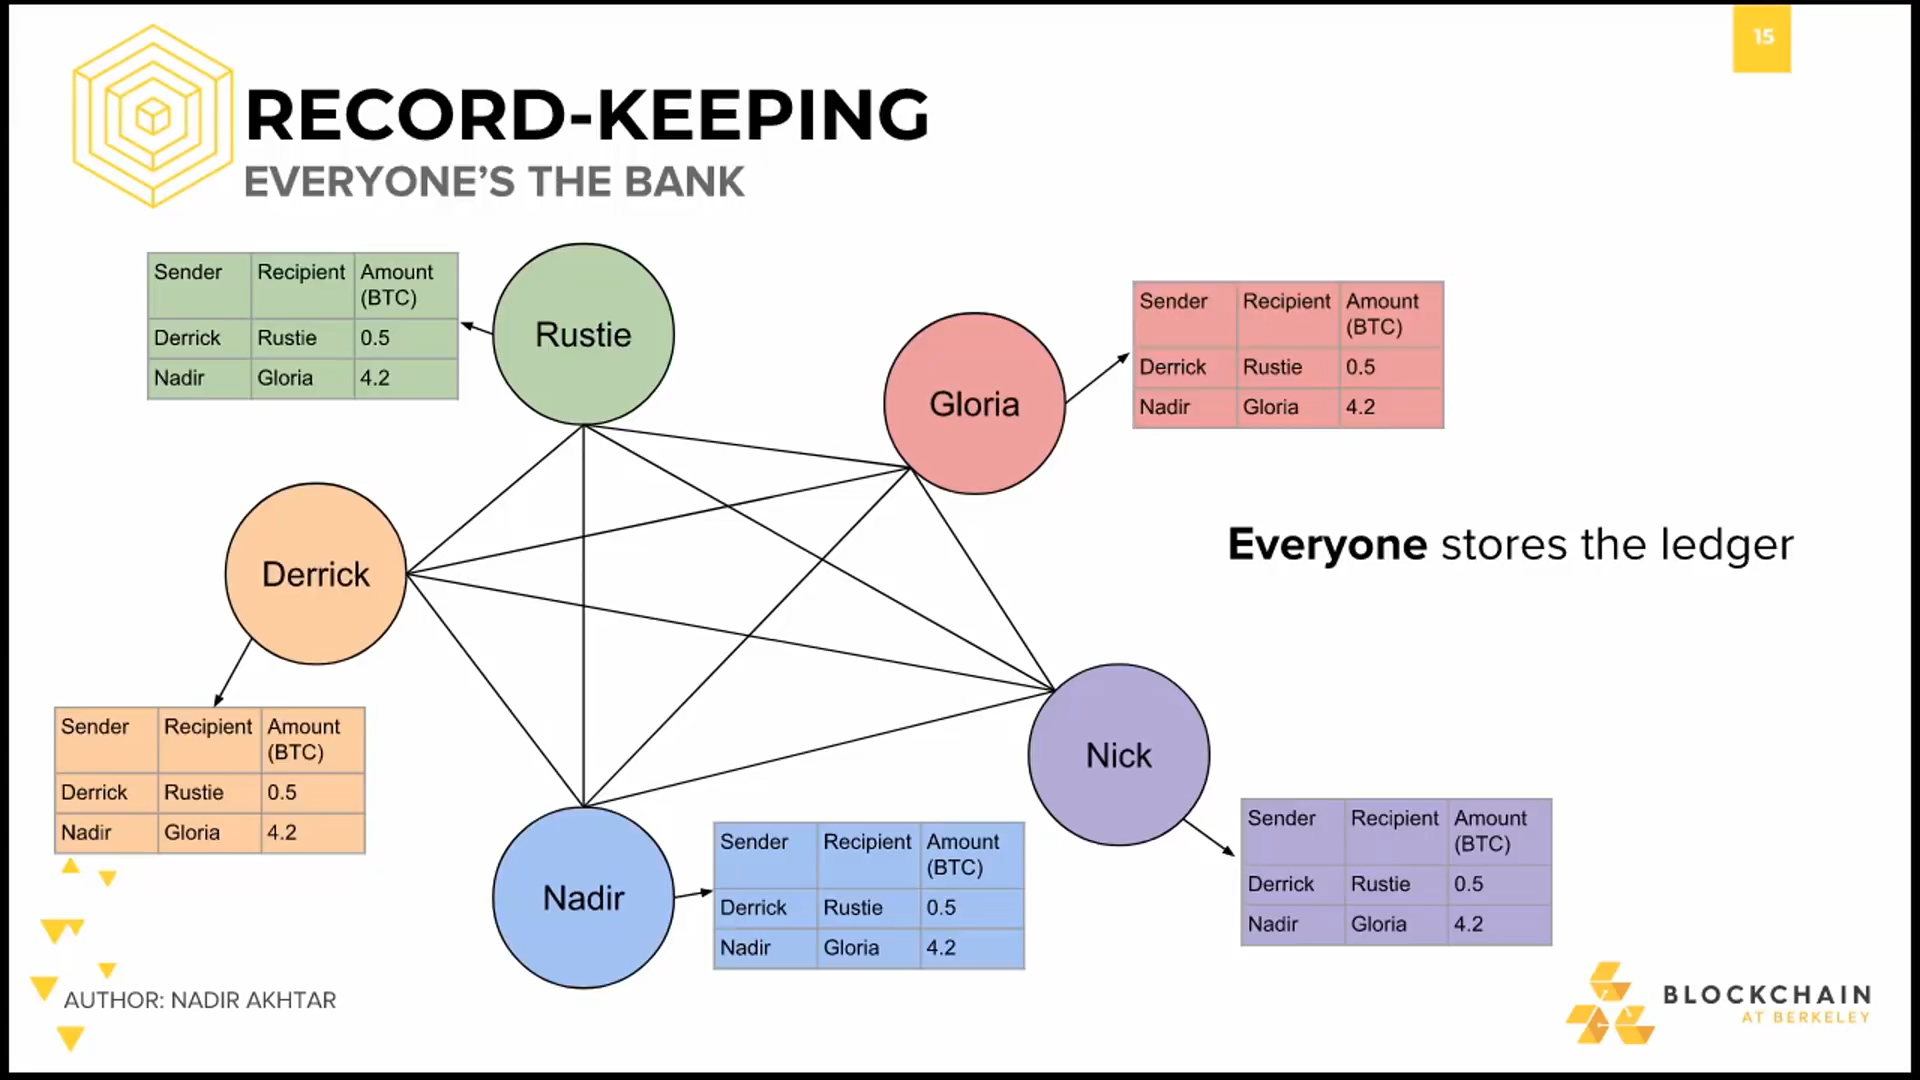 15
RECORD-KEEPING
EVERYONE'S THE BANK
Sender Recipient Amount (BTC)
Derrick Rustie 0.5
Nadir Gloria 4.2
Rustie
Gloria
Sender Recipient Amount (BTC)
Derrick Rustie 0.5
Nadir Gloria 4.2
Everyone stores the ledger
Derrick
Sender Recipient Amount (BTC)
Derrick Rustie 0.5
Nadir Gloria 4.2
Nick
Sender Recipient Amount (BTC)
Derrick Rustie 0.5
Nadir Gloria 4.2
Nadir
Sender Recipient Amount (BTC)
Derrick Rustie 0.5
Nadir Gloria 4.2
AUTHOR: NADIR AKHTAR
BLOCKCHAIN
AT BERKELEY